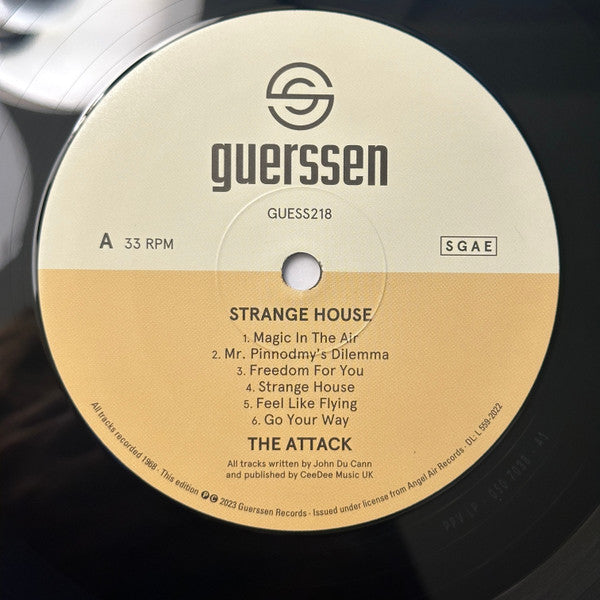 guerssen
GUESS218
A 33 RPM
SGAE
STRANGE HOUSE
1. Magic In The Air
2. Mr. Pinnodmy's Dilemma
3. Freedom For You
4. Strange House
5. Feel Like Flying
6. Go Your Way
THE ATTACK
All tracks written by John Du Cann
and published by CeeDee Music UK
All tracks recorded 1968 · This edition ℗ © 2023 Guerssen Records · Issued under license from Angel Air Records · DL: L 559-2022